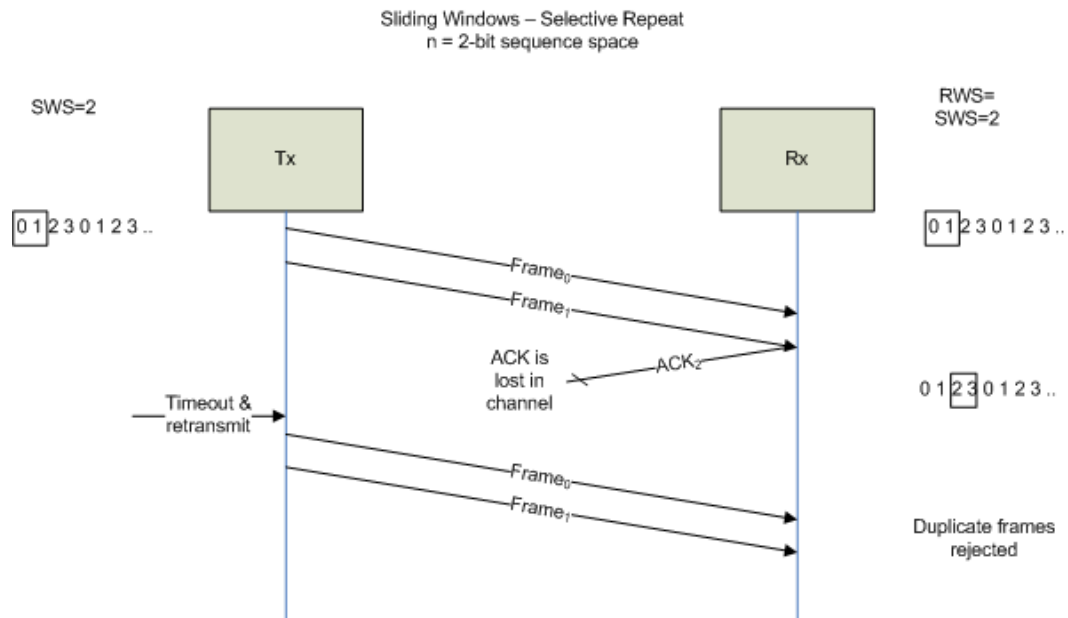 Sliding Windows – Selective Repeat
n = 2-bit sequence space
SWS=2
RWS=
SWS=2
Tx
Rx
0 1 2 3 0 1 2 3 ..
0 1 2 3 0 1 2 3 ..
Frame₀
Frame₁
ACK is
lost in
channel
ACK₂
0 1 2 3 0 1 2 3 ..
Timeout &
retransmit
Frame₀
Frame₁
Duplicate frames
rejected